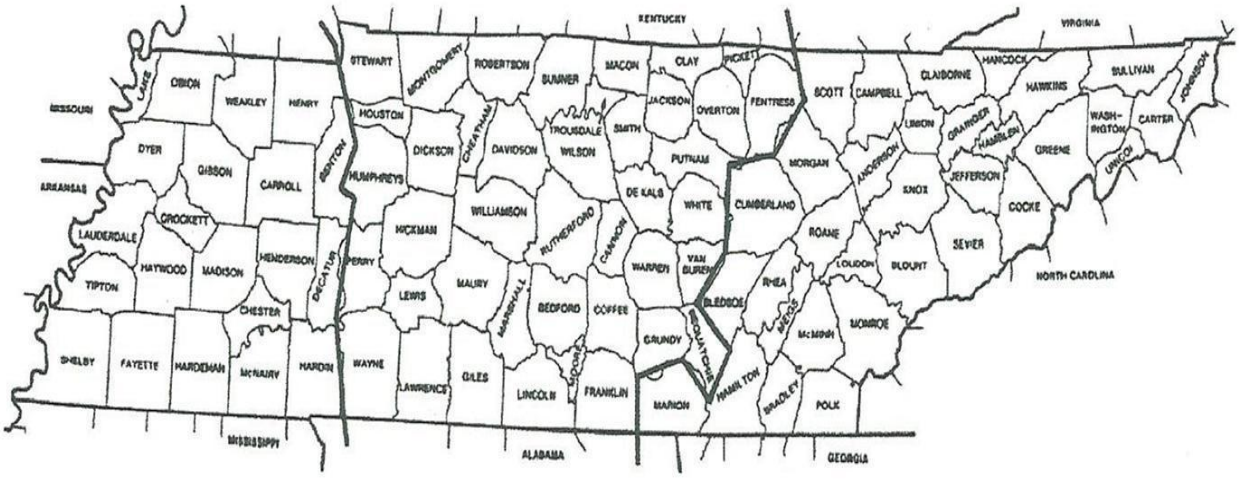 KENTUCKY
VIRGINIA
MISSOURI
ARKANSAS
NORTH CAROLINA
MISSISSIPPI
ALABAMA
GEORGIA
LAKE
OBION
WEAKLEY
HENRY
STEWART
MONTGOMERY
ROBERTSON
SUMNER
MACON
CLAY
PICKETT
SCOTT
CAMPBELL
CLAIBORNE
HANCOCK
HAWKINS
SULLIVAN
JOHNSON
HOUSTON
CHEATHAM
TROUSDALE
JACKSON
OVERTON
FENTRESS
UNION
GRAINGER
HAMBLEN
WASH-
INGTON
CARTER
UNICOI
DYER
GIBSON
CARROLL
BENTON
HUMPHREYS
DICKSON
DAVIDSON
WILSON
SMITH
PUTNAM
MORGAN
ANDERSON
KNOX
JEFFERSON
GREENE
COCKE
CROCKETT
LAUDERDALE
HAYWOOD
MADISON
HENDERSON
DECATUR
PERRY
HICKMAN
WILLIAMSON
RUTHERFORD
CANNON
DE KALB
WHITE
CUMBERLAND
ROANE
LOUDON
BLOUNT
SEVIER
TIPTON
CHESTER
LEWIS
MAURY
MARSHALL
BEDFORD
COFFEE
WARREN
VAN
BUREN
BLEDSOE
RHEA
MEIGS
McMINN
MONROE
SHELBY
FAYETTE
HARDEMAN
McNAIRY
HARDIN
WAYNE
LAWRENCE
GILES
LINCOLN
MOORE
FRANKLIN
GRUNDY
SEQUATCHIE
MARION
HAMILTON
BRADLEY
POLK